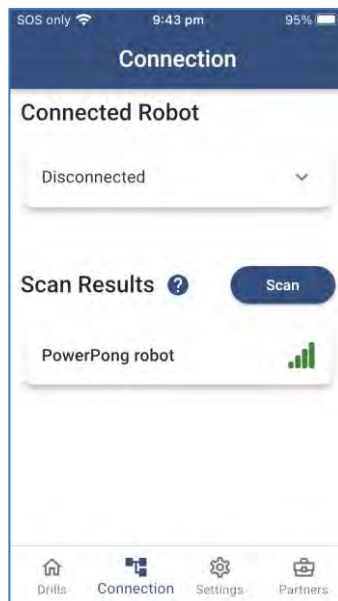 SOS only 9:43 pm 95%
Connection
Connected Robot
Disconnected
Scan Results ? Scan
PowerPong robot
Drills Connection Settings Partners